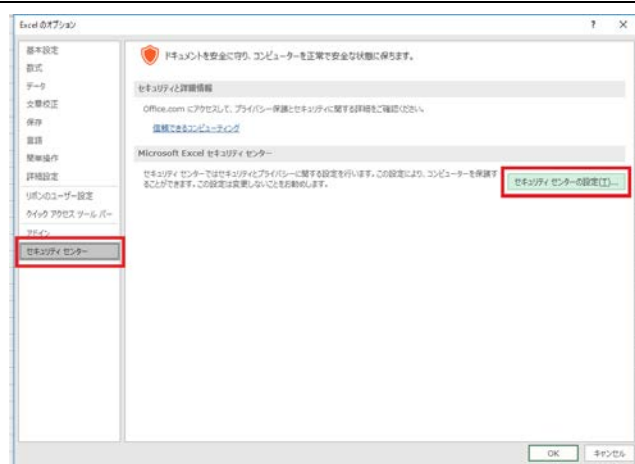 Excel のオプション
? ×
基本設定
数式
データ
文章校正
保存
言語
簡単操作
詳細設定
リボンのユーザー設定
クイック アクセス ツール バー
アドイン
セキュリティ センター
ドキュメントを安全に守り、コンピューターを正常で安全な状態に保ちます。
セキュリティと詳細情報
Office.com にアクセスして、プライバシー保護とセキュリティに関する詳細をご確認ください。
信頼できるコンピューティング
Microsoft Excel セキュリティ センター
セキュリティ センターではセキュリティとプライバシーに関する設定を行います。この設定により、コンピューターを保護す
ることができます。この設定は変更しないことをお勧めします。
セキュリティ センターの設定(T)...
OK
キャンセル